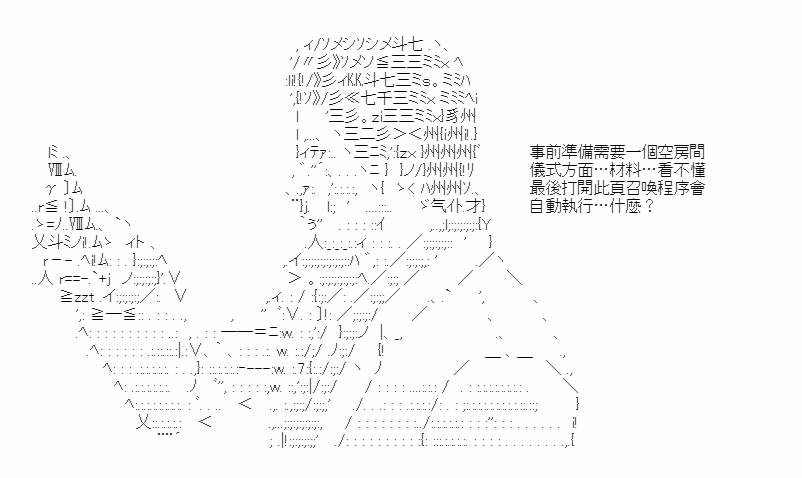 事前準備需要一個空房間
儀式方面…材料…看不懂
最後打開此頁召喚程序會
自動執行…什麼？